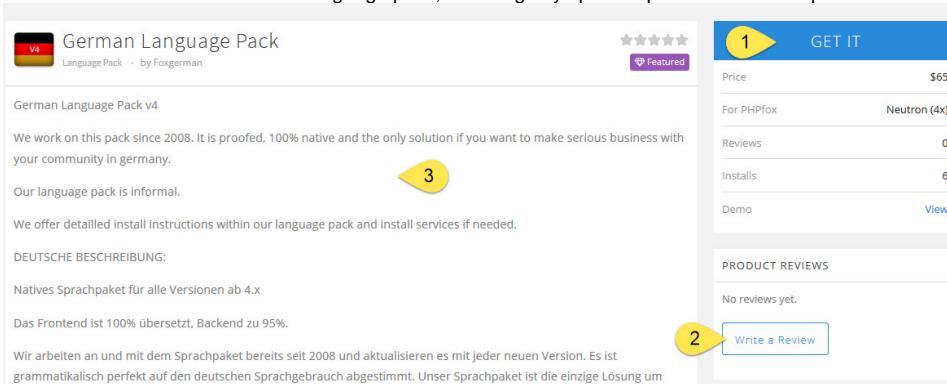 German Language Pack
V4
Language Pack - by Foxgerman
Featured
German Language Pack v4
We work on this pack since 2008. It is proofed, 100% native and the only solution if you want to make serious business with
your community in germany.
3
Our language pack is informal.
We offer detailled install instructions within our language pack and install services if needed.
DEUTSCHE BESCHREIBUNG:
Natives Sprachpaket für alle Versionen ab 4.x
Das Frontend ist 100% übersetzt, Backend zu 95%.
Wir arbeiten an und mit dem Sprachpaket bereits seit 2008 und aktualisieren es mit jeder neuen Version. Es ist
grammatikalisch perfekt auf den deutschen Sprachgebrauch abgestimmt. Unser Sprachpaket ist die einzige Lösung um
1 GET IT
Price $65
For PHPfox Neutron (4x)
Reviews 0
Installs 6
Demo View
PRODUCT REVIEWS
No reviews yet.
2 Write a Review